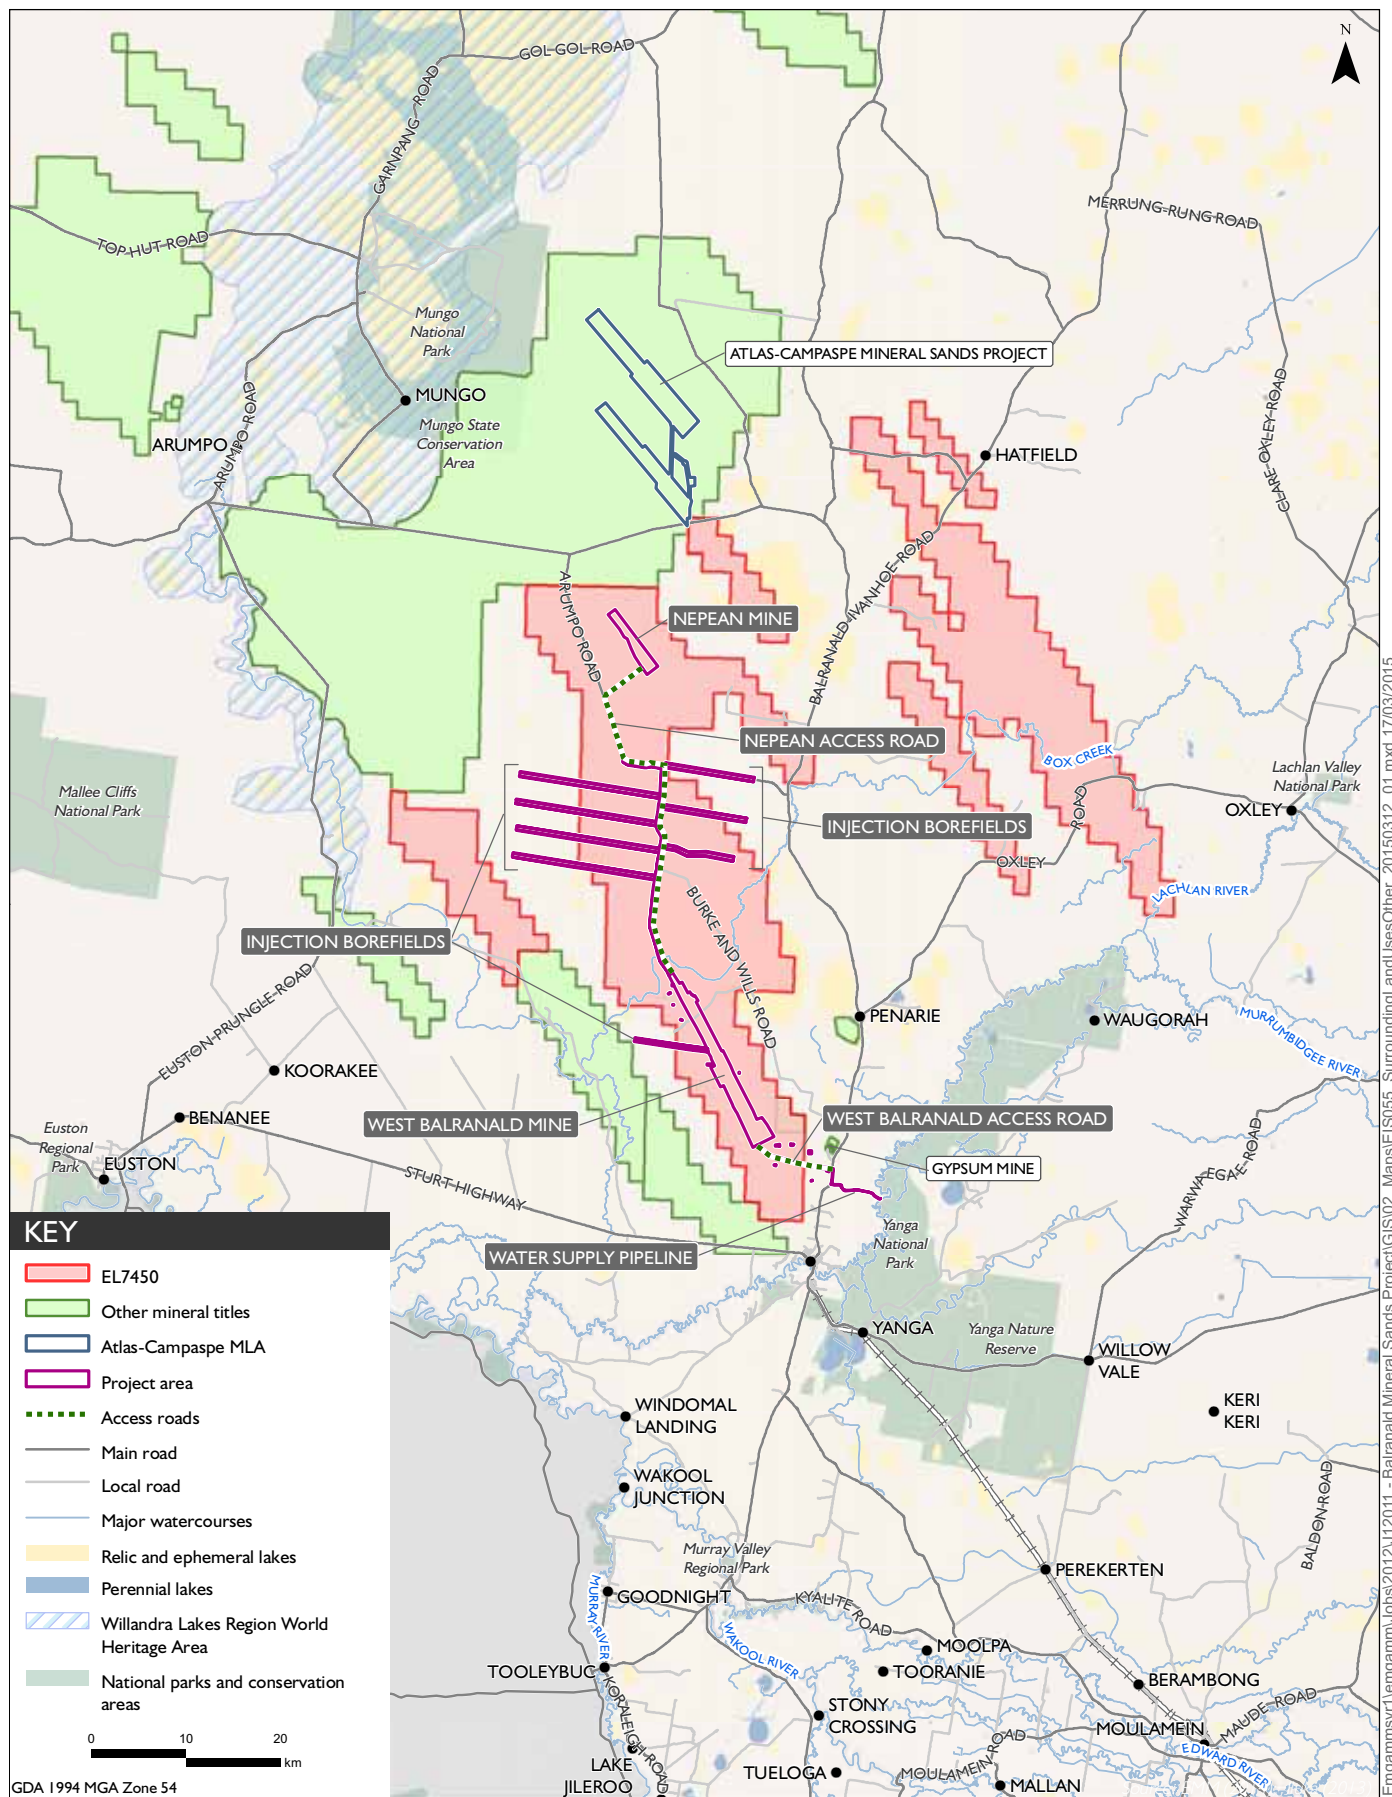 N
GOL GOL ROAD
GARNPANG ROAD
MERRUNG-RUNG ROAD
TOP HUT ROAD
Mungo
National
Park
ATLAS-CAMPASPE MINERAL SANDS PROJECT
MUNGO
Mungo State
Conservation
Area
ARUMPO
ARUMPO-ROAD
CLARE-OXLEY-ROAD
HATFIELD
BALRANALD-IVANHOE-ROAD
ARUMPO ROAD
NEPEAN MINE
NEPEAN ACCESS ROAD
BOX CREEK
Lachlan Valley
National Park
Mallee Cliffs
National Park
OXLEY
ROAD
INJECTION BOREFIELDS
OXLEY
LACHLAN RIVER
BURKE AND WILLS ROAD
INJECTION BOREFIELDS
EUSTON-PRUNGLE-ROAD
PENARIE
WAUGORAH
MURRUMBIDGEE RIVER
KOORAKEE
BENANEE
WEST BALRANALD MINE
WEST BALRANALD ACCESS ROAD
Euston
Regional
Park
EUSTON
GYPSUM MINE
WARWAEGAE-ROAD
STURT HIGHWAY
Yanga
National
Park
WATER SUPPLY PIPELINE
YANGA
Yanga Nature
Reserve
WILLOW
VALE
KERI
KERI
WINDOMAL
LANDING
WAKOOL
JUNCTION
BALDON-ROAD
Murray Valley
Regional Park
PEREKERTEN
MURRAY-RIVER
GOODNIGHT
KYALITE ROAD
WAKOOL RIVER
MOOLPA
TOORANIE
TOOLEYBUC
KORALEIGH-ROAD
BERAMBONG
STONY
CROSSING
MOULAMEIN
MAUDE-ROAD
EDWARD RIVER
MOULAMEIN-ROAD
LAKE
JILEROO
TUELOGA
MALLAN
KEY
EL7450
Other mineral titles
Atlas-Campaspe MLA
Project area
Access roads
Main road
Local road
Major watercourses
Relic and ephemeral lakes
Perennial lakes
Willandra Lakes Region World
Heritage Area
National parks and conservation
areas
0 10 20
km
GDA 1994 MGA Zone 54